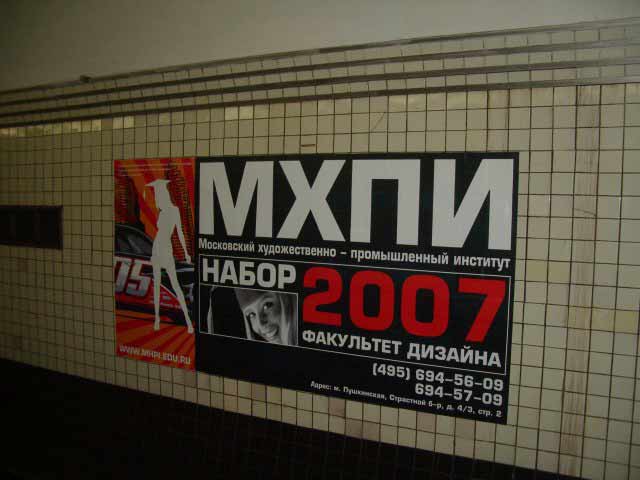 МХПИ
Московский художественно - промышленный институт
НАБОР 2007
ФАКУЛЬТЕТ ДИЗАЙНА
(495) 694-56-09
694-57-09
Адрес: м. Пушкинская, Страстной б-р, д. 4/3, стр. 2
75
WWW.MHPI.EDU.RU